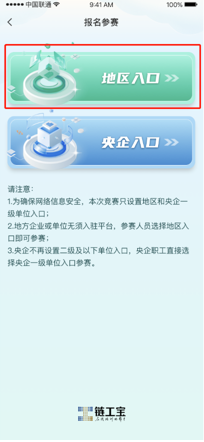 中国联通
9:41 AM
100%
报名参赛
地区入口 >>
央企入口 >>
请注意：
1.为确保网络信息安全，本次竞赛只设置地区和央企一
级单位入口；
2.地方企业或单位无须入驻平台，参赛人员选择地区入
口即可参赛；
3.央企不再设置二级及以下单位入口，央企职工直接选
择央企一级单位入口参赛。
链工宝